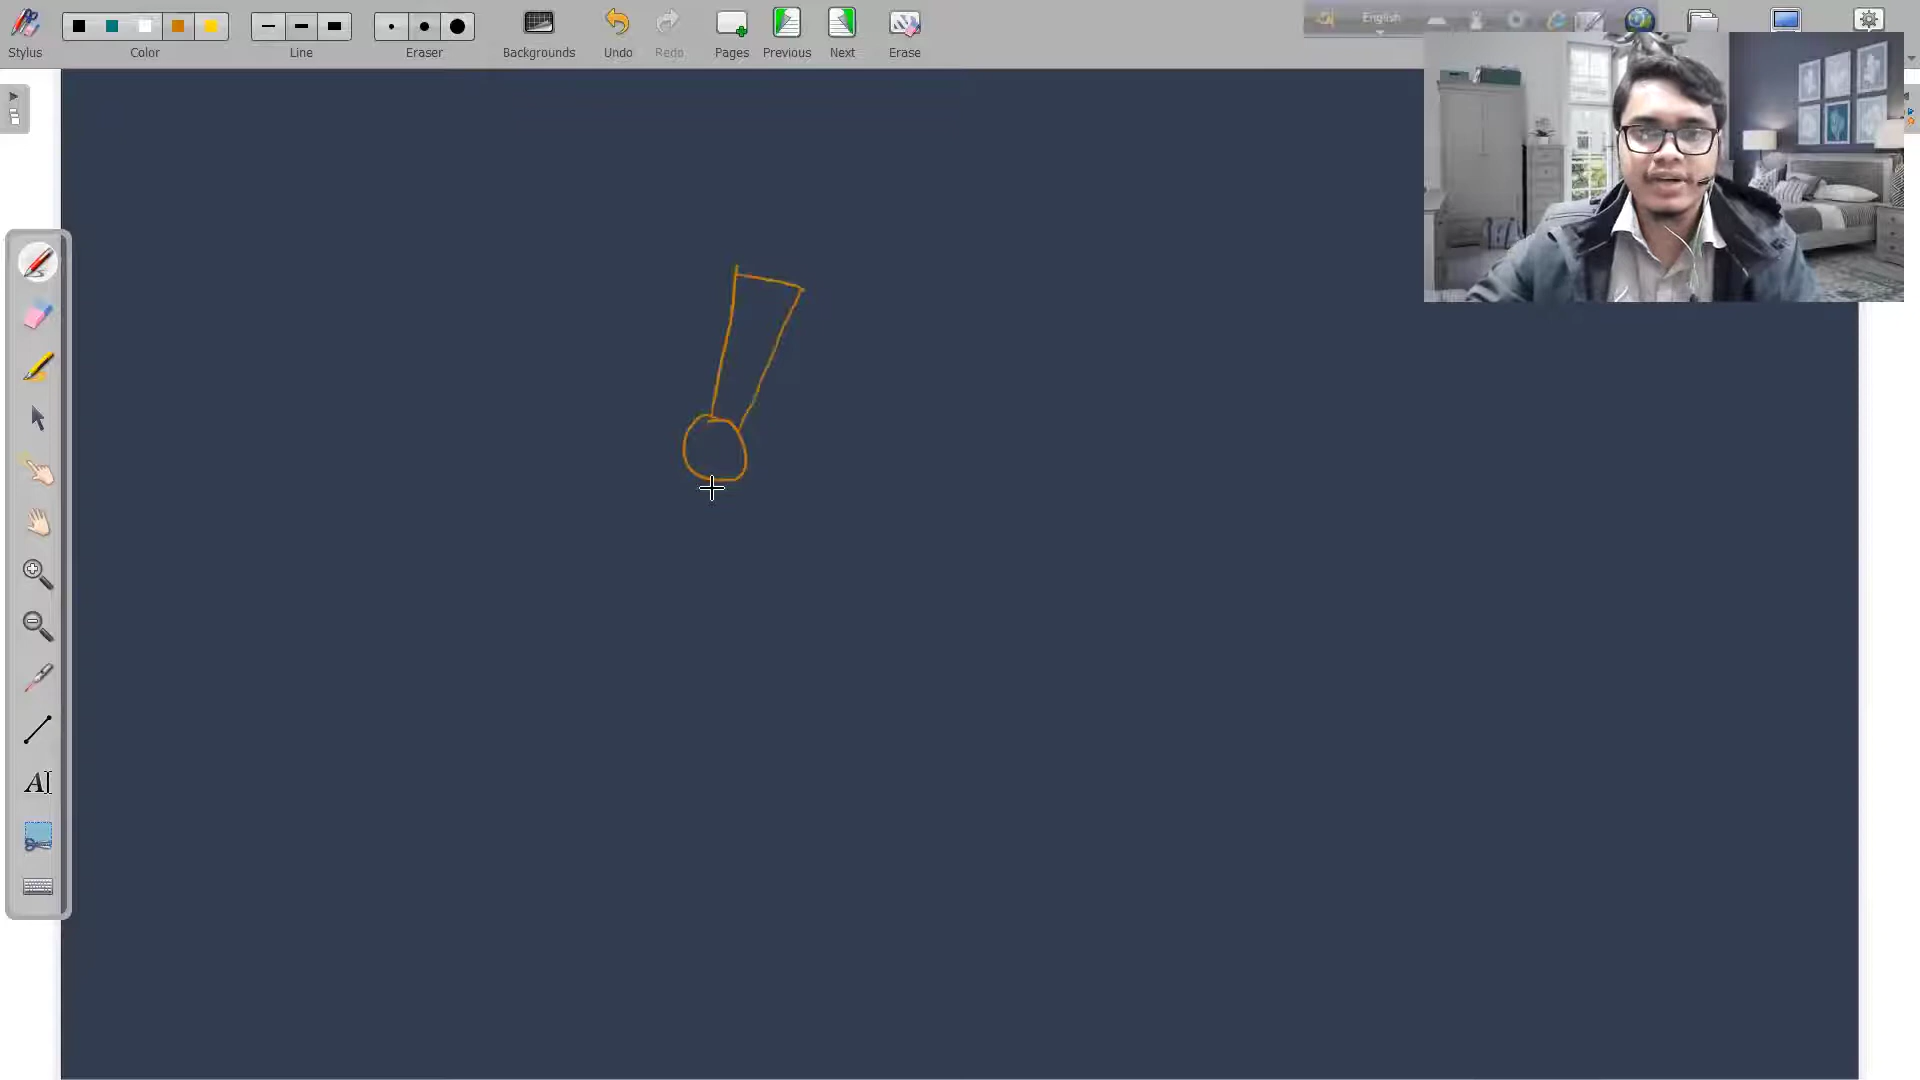 Stylus
Color
Line
Eraser
Backgrounds
Undo
Redo
Pages
Previous
Next
Erase
English
A